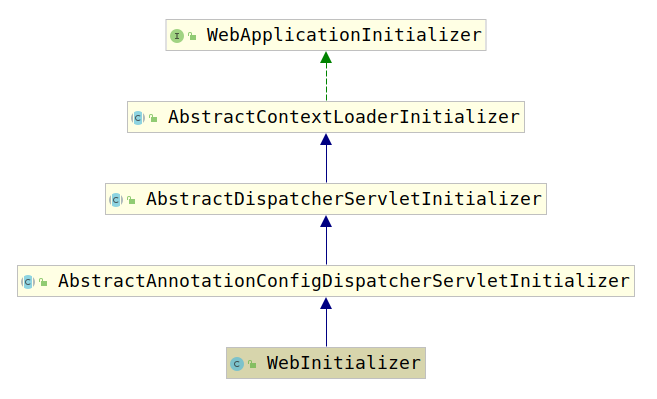 I WebApplicationInitializer
C AbstractContextLoaderInitializer
C AbstractDispatcherServletInitializer
C AbstractAnnotationConfigDispatcherServletInitializer
C WebInitializer